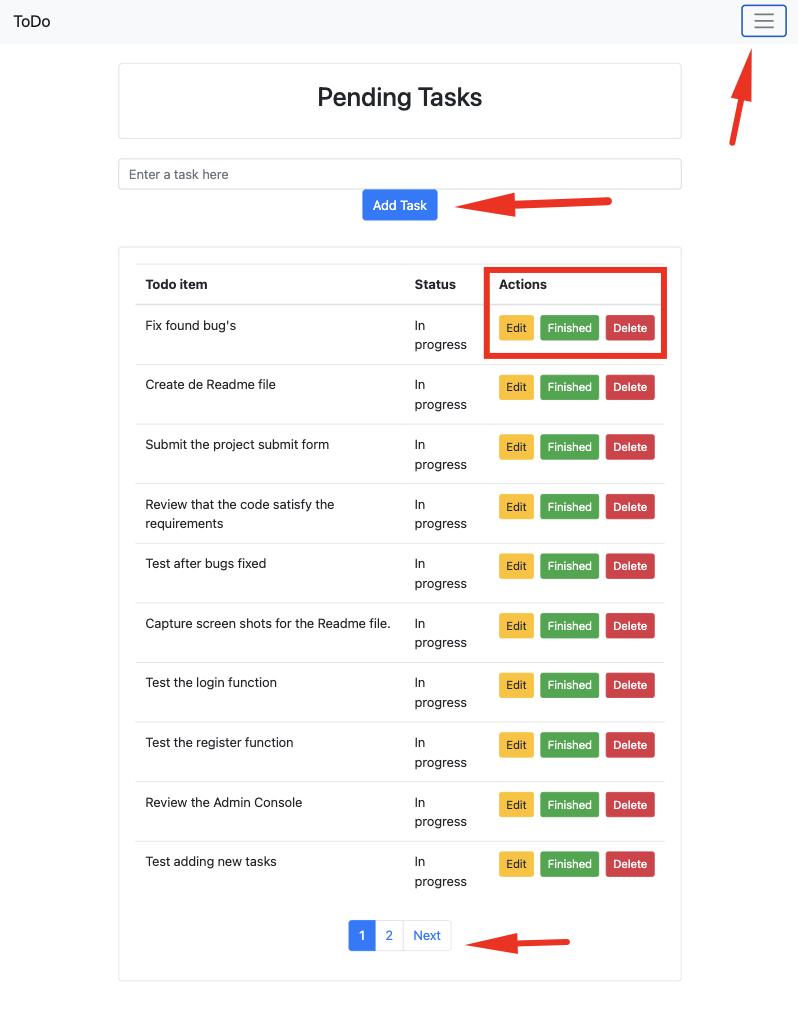 ToDo
Pending Tasks
Enter a task here
Add Task
Todo item Status Actions
Fix found bug's In progress Edit Finished Delete
Create de Readme file In progress Edit Finished Delete
Submit the project submit form In progress Edit Finished Delete
Review that the code satisfy the requirements In progress Edit Finished Delete
Test after bugs fixed In progress Edit Finished Delete
Capture screen shots for the Readme file. In progress Edit Finished Delete
Test the login function In progress Edit Finished Delete
Test the register function In progress Edit Finished Delete
Review the Admin Console In progress Edit Finished Delete
Test adding new tasks In progress Edit Finished Delete
1 2 Next